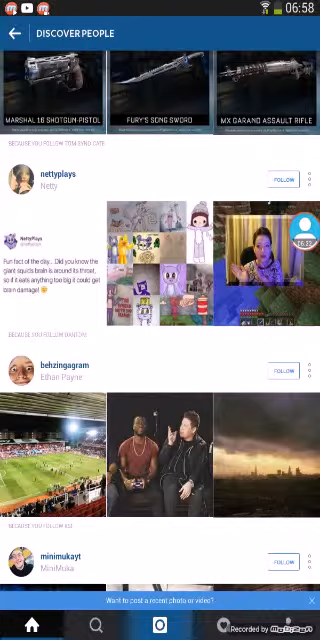 06:58
DISCOVER PEOPLE
MARSHAL 16 SHOTGUN-PISTOL
FURY'S SONG SWORD
MX GARAND ASSAULT RIFLE
BECAUSE YOU FOLLOW TOM SYNDICATE
nettyplays
Netty
FOLLOW
NettyPlays
Fun fact of the day... Did you know the
giant squids brain is around its throat,
so if it eats anything too big it could get
brain damage!
06:22
BECAUSE YOU FOLLOW DANTDM
behzingagram
Ethan Payne
FOLLOW
BECAUSE YOU FOLLOW KSI
minimukayt
MiniMuka
FOLLOW
Want to post a recent photo or video?
Recorded by